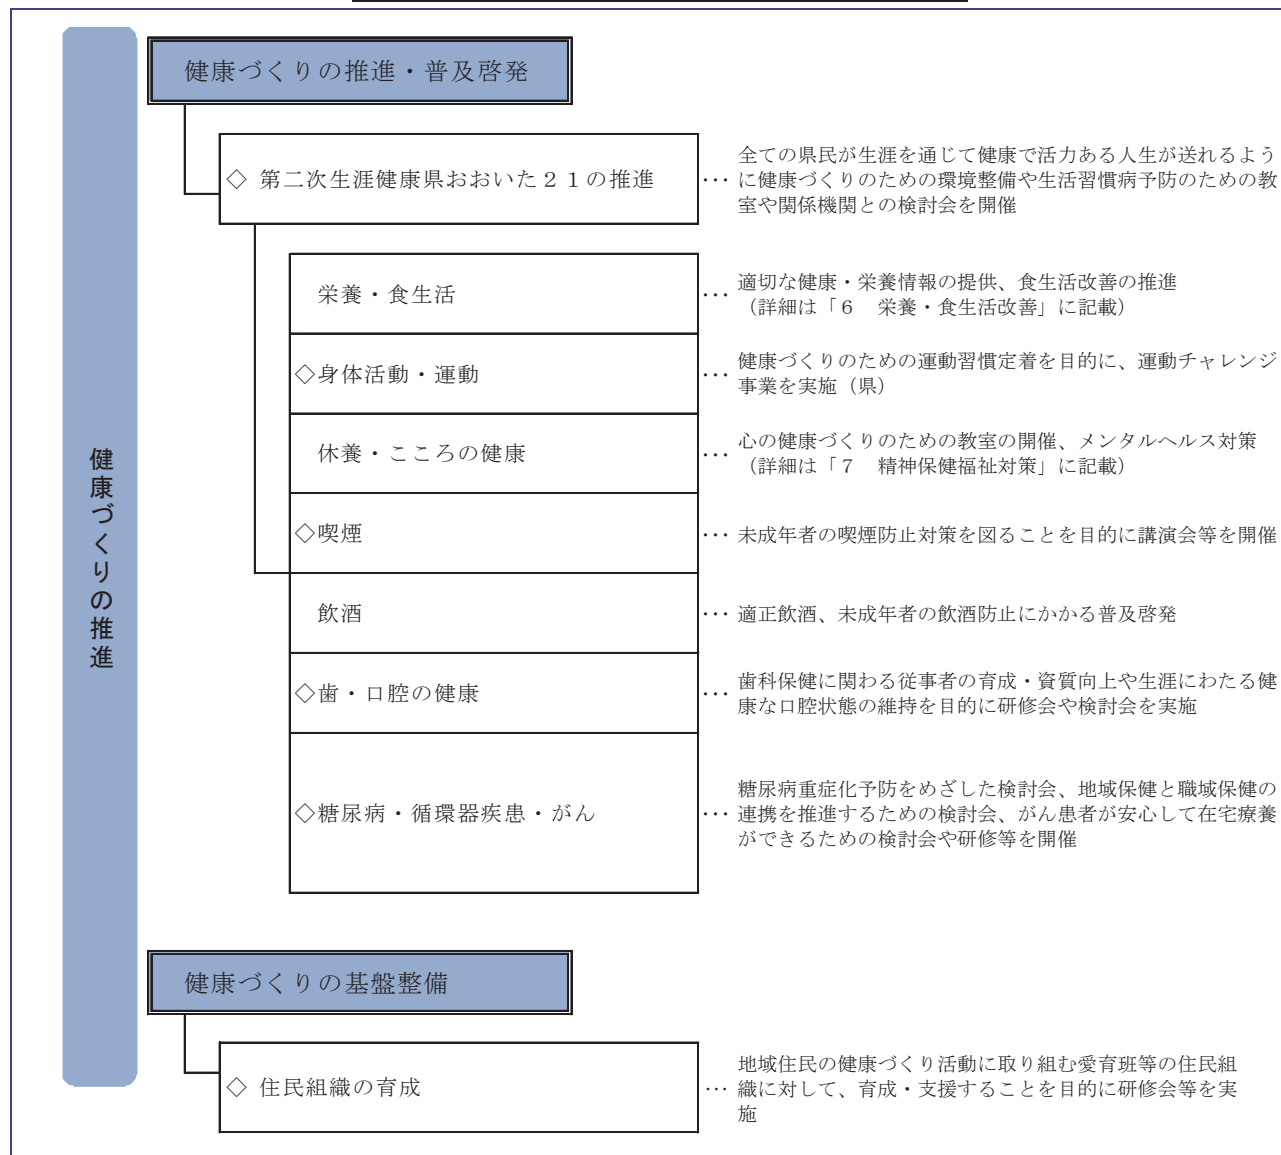 健康づくりの推進
健康づくりの推進・普及啓発
◇ 第二次生涯健康県おおいた２１の推進
… 全ての県民が生涯を通じて健康で活力ある人生が送れるよう
に健康づくりのための環境整備や生活習慣病予防のための教
室や関係機関との検討会を開催
栄養・食生活
… 適切な健康・栄養情報の提供、食生活改善の推進
（詳細は「６　栄養・食生活改善」に記載）
◇身体活動・運動
… 健康づくりのための運動習慣定着を目的に、運動チャレンジ
事業を実施（県）
休養・こころの健康
… 心の健康づくりのための教室の開催、メンタルヘルス対策
（詳細は「７　精神保健福祉対策」に記載）
◇喫煙
… 未成年者の喫煙防止対策を図ることを目的に講演会等を開催
飲酒
… 適正飲酒、未成年者の飲酒防止にかかる普及啓発
◇歯・口腔の健康
… 歯科保健に関わる従事者の育成・資質向上や生涯にわたる健
康な口腔状態の維持を目的に研修会や検討会を実施
◇糖尿病・循環器疾患・がん
… 糖尿病重症化予防をめざした検討会、地域保健と職域保健の
連携を推進するための検討会、がん患者が安心して在宅療養
ができるための検討会や研修等を開催
健康づくりの基盤整備
◇ 住民組織の育成
… 地域住民の健康づくり活動に取り組む愛育班等の住民組
織に対して、育成・支援することを目的に研修会等を実
施